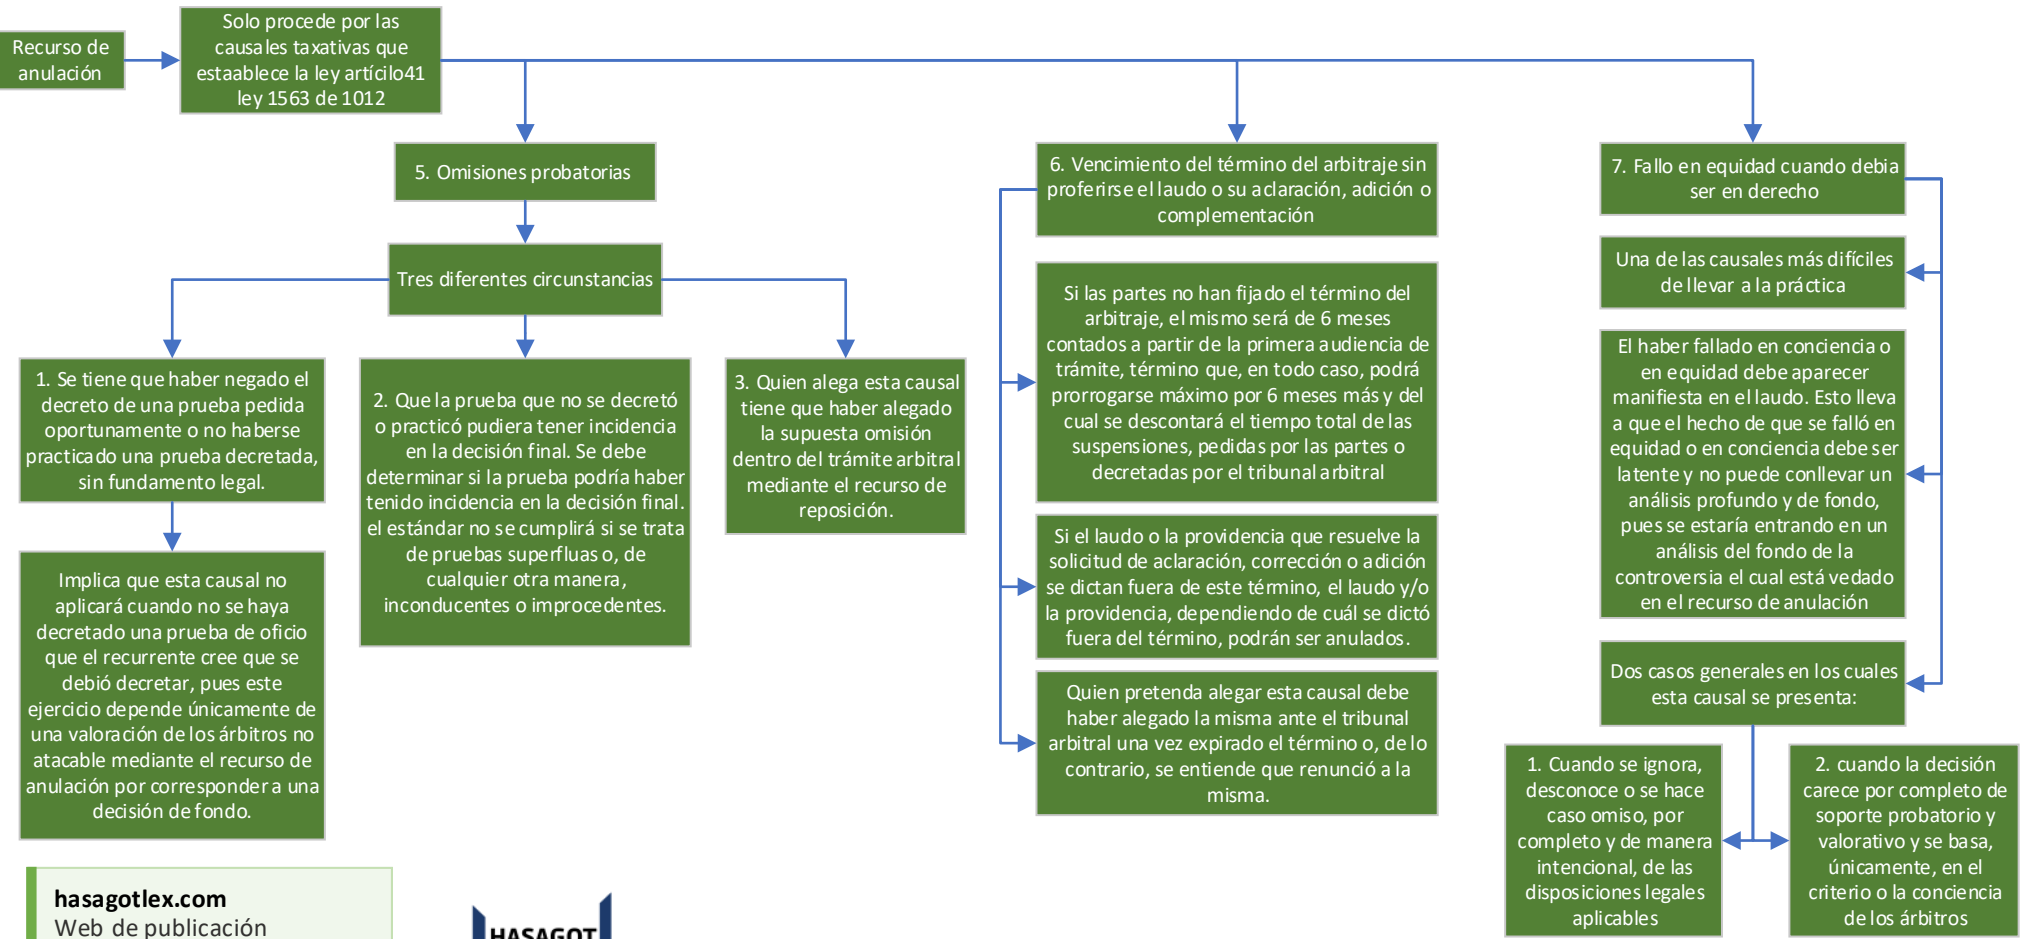 Recurso de
anulación
Solo procede por las
causales taxativas que
estaablece la ley artícilo41
ley 1563 de 1012
5. Omisiones probatorias
Tres diferentes circunstancias
1. Se tiene que haber negado el
decreto de una prueba pedida
oportunamente o no haberse
practicado una prueba decretada,
sin fundamento legal.
Implica que esta causal no
aplicará cuando no se haya
decretado una prueba de oficio
que el recurrente cree que se
debió decretar, pues este
ejercicio depende únicamente de
una valoración de los árbitros no
atacable mediante el recurso de
anulación por corresponder a una
decisión de fondo.
2. Que la prueba que no se decretó
o practicó pudiera tener incidencia
en la decisión final. Se debe
determinar si la prueba podría haber
tenido incidencia en la decisión final.
el estándar no se cumplirá si se trata
de pruebas superfluas o, de
cualquier otra manera,
inconducentes o improcedentes.
3. Quien alega esta causal
tiene que haber alegado
la supuesta omisión
dentro del trámite arbitral
mediante el recurso de
reposición.
6. Vencimiento del término del arbitraje sin
proferirse el laudo o su aclaración, adición o
complementación
Si las partes no han fijado el término del
arbitraje, el mismo será de 6 meses
contados a partir de la primera audiencia de
trámite, término que, en todo caso, podrá
prorrogarse máximo por 6 meses más y del
cual se descontará el tiempo total de las
suspensiones, pedidas por las partes o
decretadas por el tribunal arbitral
Si el laudo o la providencia que resuelve la
solicitud de aclaración, corrección o adición
se dictan fuera de este término, el laudo y/o
la providencia, dependiendo de cuál se dictó
fuera del término, podrán ser anulados.
Quien pretenda alegar esta causal debe
haber alegado la misma ante el tribunal
arbitral una vez expirado el término o, de lo
contrario, se entiende que renunció a la
misma.
7. Fallo en equidad cuando debia
ser en derecho
Una de las causales más difíciles
de llevar a la práctica
El haber fallado en conciencia o
en equidad debe aparecer
manifiesta en el laudo. Esto lleva
a que el hecho de que se falló en
equidad o en conciencia debe ser
latente y no puede conllevar un
análisis profundo y de fondo,
pues se estaría entrando en un
análisis del fondo de la
controversia el cual está vedado
en el recurso de anulación
Dos casos generales en los cuales
esta causal se presenta:
1. Cuando se ignora,
desconoce o se hace
caso omiso, por
completo y de manera
intencional, de las
disposiciones legales
aplicables
2. cuando la decisión
carece por completo de
soporte probatorio y
valorativo y se basa,
únicamente, en el
criterio o la conciencia
de los árbitros
hasagotlex.com
Web de publicación
HASAGOT